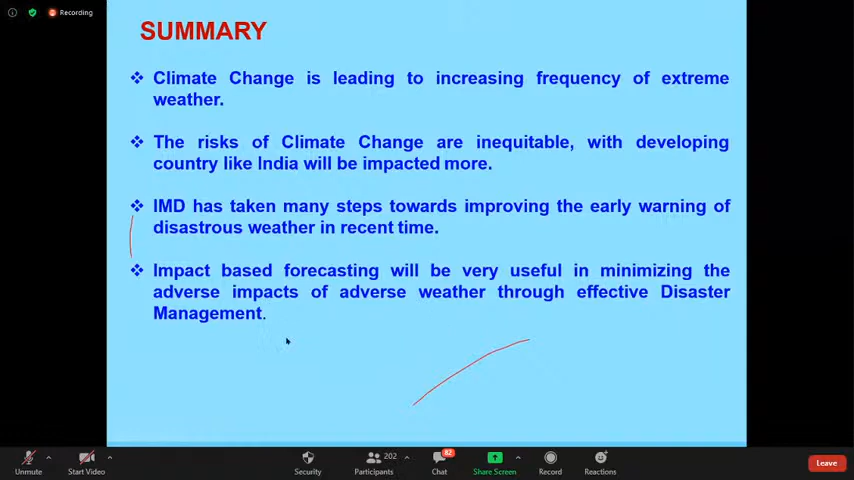 Recording
SUMMARY
Climate Change is leading to increasing frequency of extreme
weather.
The risks of Climate Change are inequitable, with developing
country like India will be impacted more.
IMD has taken many steps towards improving the early warning of
disastrous weather in recent time.
Impact based forecasting will be very useful in minimizing the
adverse impacts of adverse weather through effective Disaster
Management.
202
82
Unmute Start Video Security Participants Chat Share Screen Record Reactions Leave